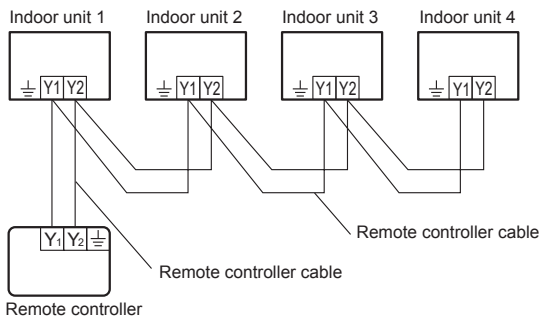 Indoor unit 1
Indoor unit 2
Indoor unit 3
Indoor unit 4
Y1 Y2
Y1 Y2
Y1 Y2
Y1 Y2
Remote controller cable
Y1 Y2
Remote controller cable
Remote controller